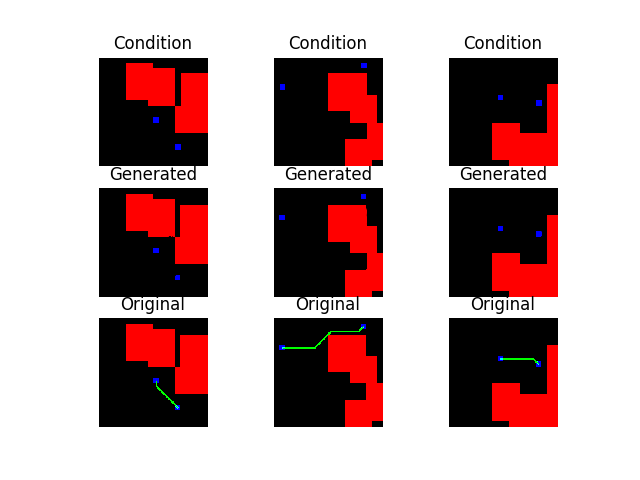 Condition Condition Condition
Generated Generated Generated
Original Original Original